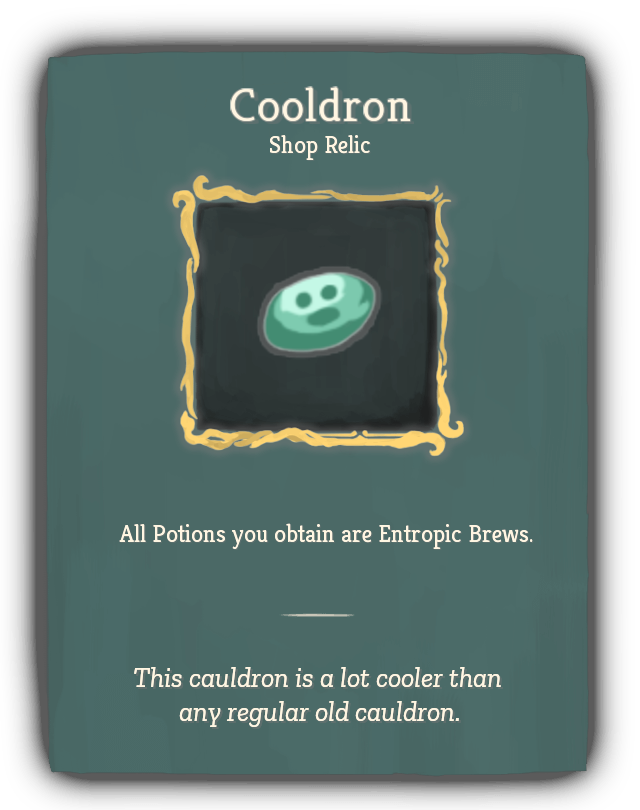 Cooldron
Shop Relic
All Potions you obtain are Entropic Brews.
This cauldron is a lot cooler than
any regular old cauldron.